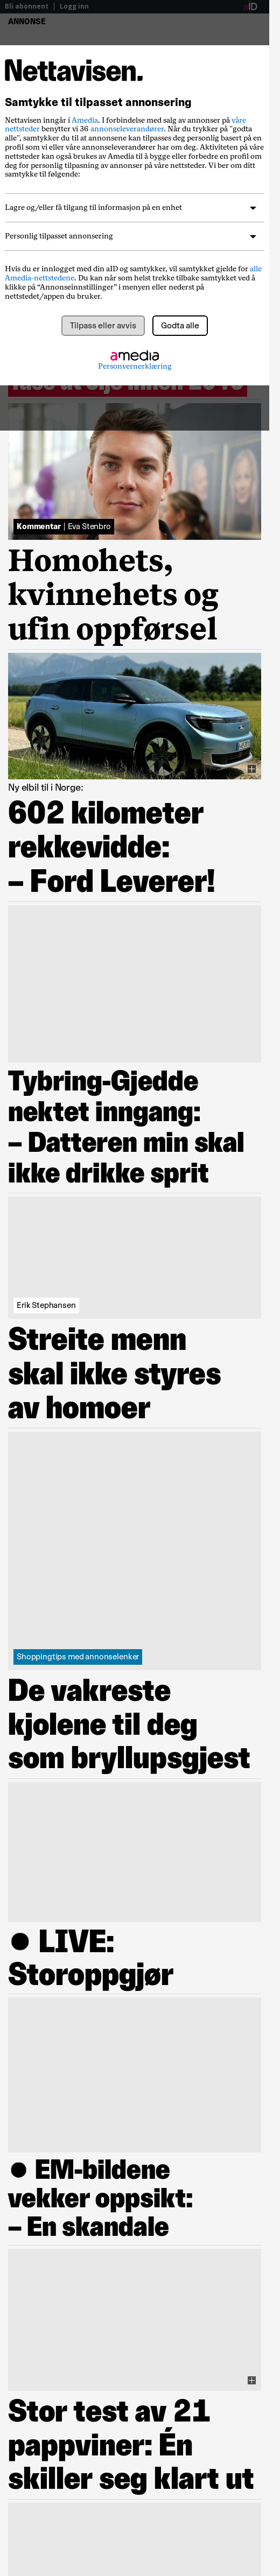 Bli abonnent | Logg inn
aID
ANNONSE
Nettavisen.
Samtykke til tilpasset annonsering
Nettavisen inngår i Amedia. I forbindelse med salg av annonser på våre
nettsteder benytter vi 36 annonseleverandører. Når du trykker på "godta
alle", samtykker du til at annonsene kan tilpasses deg personlig basert på en
profil som vi eller våre annonseleverandører har om deg. Aktiviteten på våre
nettsteder kan også brukes av Amedia til å bygge eller forbedre en profil om
deg for personlig tilpasning av annonser på våre nettsteder. Vi ber om ditt
samtykke til følgende:
Lagre og/eller få tilgang til informasjon på en enhet
Personlig tilpasset annonsering
Hvis du er innlogget med din aID og samtykker, vil samtykket gjelde for alle
Amedia-nettstedene. Du kan når som helst trekke tilbake samtykket ved å
klikke på “Annonseinnstillinger” i menyen eller nederst på
nettstedet/appen du bruker.
Tilpass eller avvis
Godta alle
amedia
Personvernerklæring
Kommentar | Eva Stenbro
Homohets,
kvinnehets og
ufin oppførsel
Ny elbil til i Norge:
602 kilometer
rekkevidde:
– Ford Leverer!
Tybring-Gjedde
nektet inngang:
– Datteren min skal
ikke drikke sprit
Erik Stephansen
Streite menn
skal ikke styres
av homoer
Shoppingtips med annonselenker
De vakreste
kjolene til deg
som bryllupsgjest
● LIVE:
Storoppgjør
● EM-bildene
vekker oppsikt:
– En skandale
Stor test av 21
pappviner: Én
skiller seg klart ut